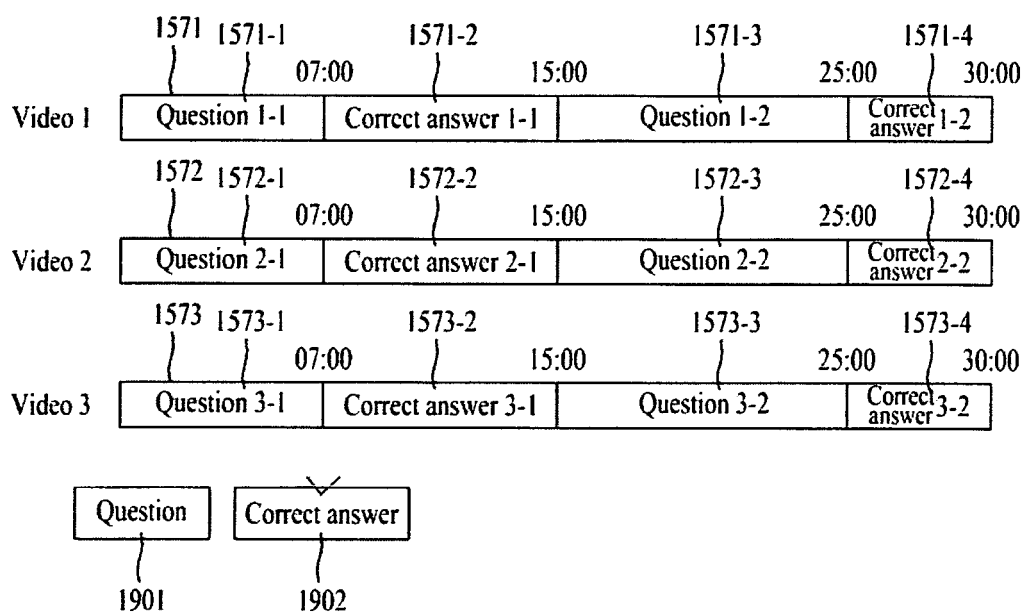 1571 1571-1 1571-2 1571-3 1571-4
07:00 15:00 25:00 30:00
Video 1 Question 1-1 Correct answer 1-1 Question 1-2 Correct answer 1-2
1572 1572-1 1572-2 1572-3 1572-4
07:00 15:00 25:00 30:00
Video 2 Question 2-1 Correct answer 2-1 Question 2-2 Correct answer 2-2
1573 1573-1 1573-2 1573-3 1573-4
07:00 15:00 25:00 30:00
Video 3 Question 3-1 Correct answer 3-1 Question 3-2 Correct answer 3-2
Question Correct answer
1901 1902